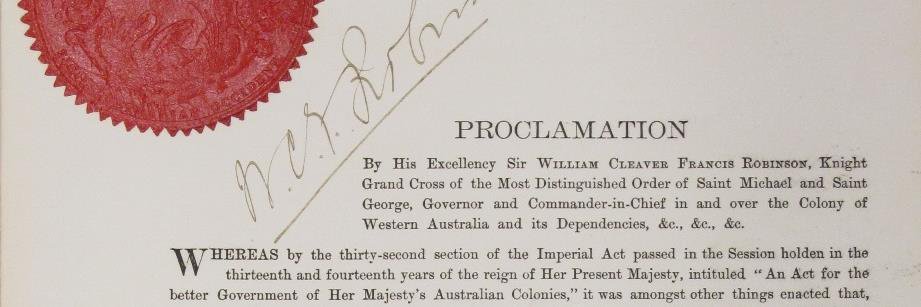 W. C. F. Robin
PROCLAMATION
By His Excellency Sir WILLIAM CLEAVER FRANCIS ROBINSON, Knight
Grand Cross of the Most Distinguished Order of Saint Michael and Saint
George, Governor and Commander-in-Chief in and over the Colony of
Western Australia and its Dependencies, &c., &c., &c.
WHEREAS by the thirty-second section of the Imperial Act passed in the Session holden in the
thirteenth and fourteenth years of the reign of Her Present Majesty, intituled “An Act for the
better Government of Her Majesty's Australian Colonies,” it was amongst other things enacted that,